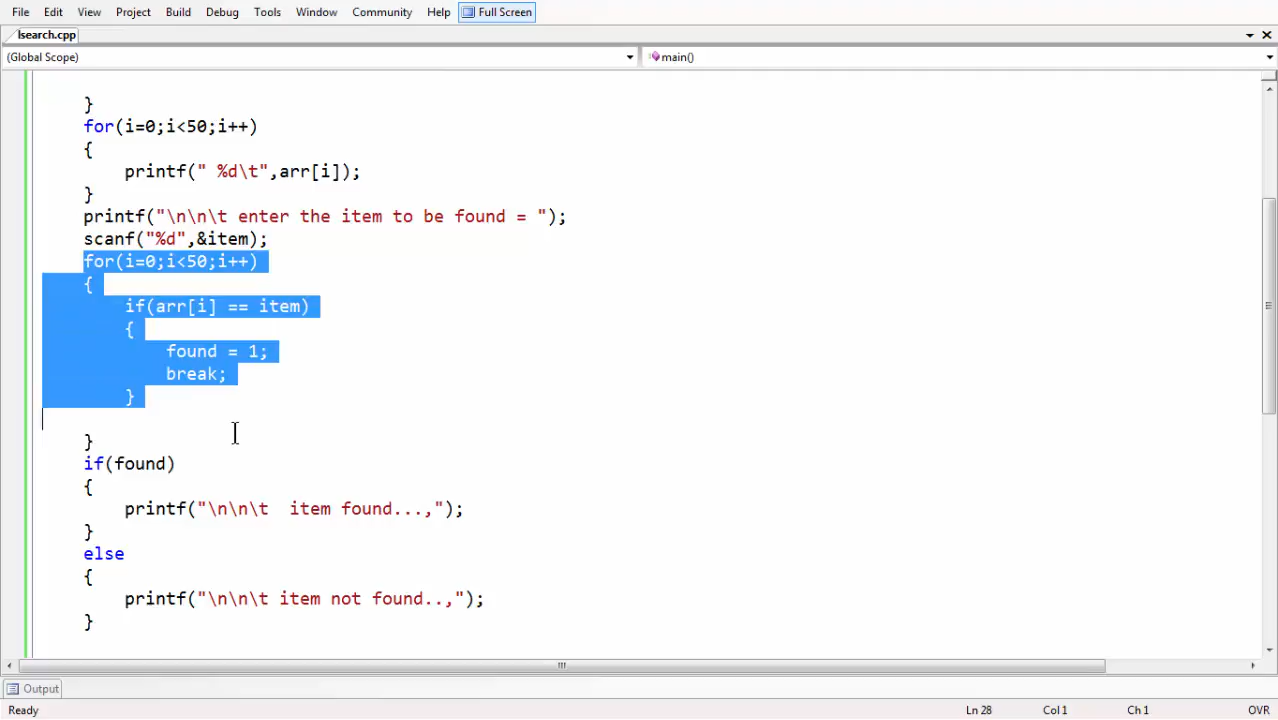 File Edit View Project Build Debug Tools Window Community Help Full Screen
lsearch.cpp
(Global Scope) main()
}
for(i=0;i<50;i++)
{
printf(" %d\t",arr[i]);
}
printf("\n\n\t enter the item to be found = ");
scanf("%d",&item);
for(i=0;i<50;i++)
{
if(arr[i] == item)
{
found = 1;
break;
}
}
if(found)
{
printf("\n\n\t  item found...,");
}
else
{
printf("\n\n\t item not found..,");
}
Output
Ready Ln 28 Col 1 Ch 1 OVR